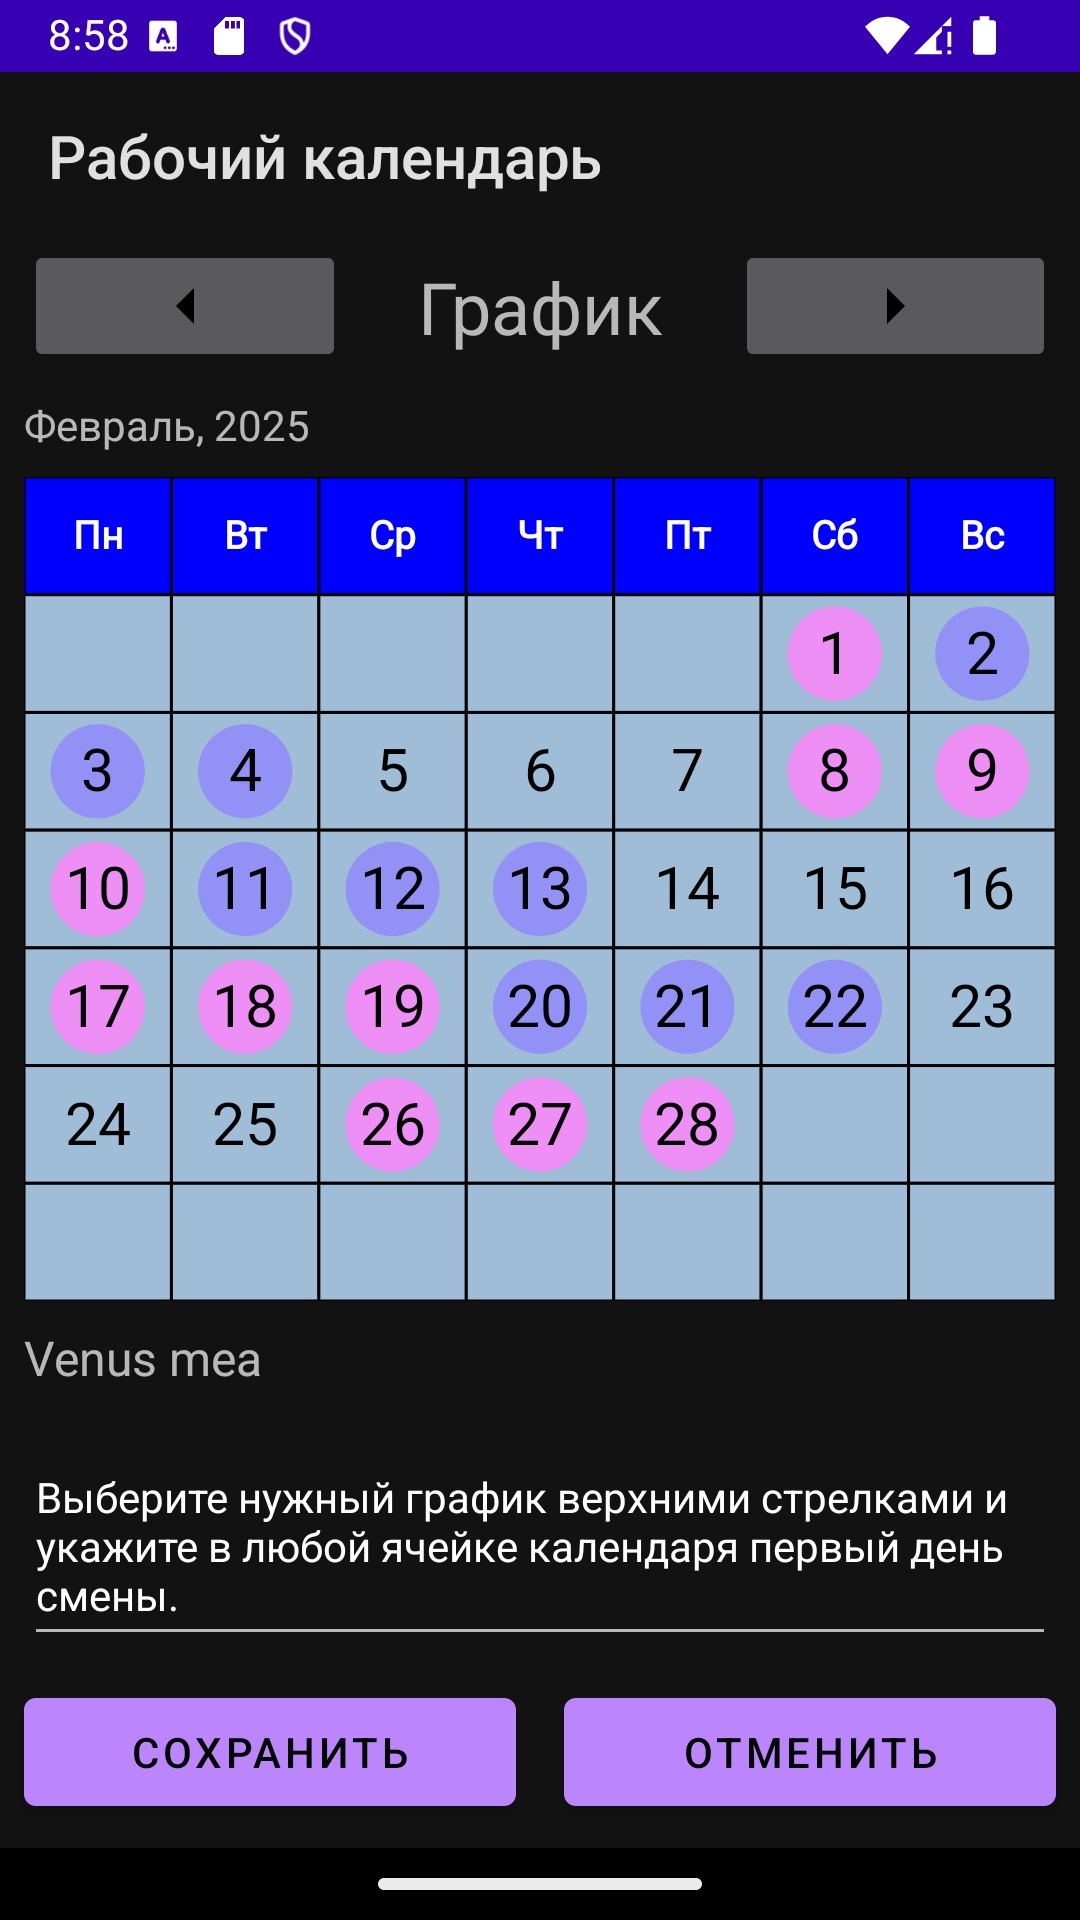 8:58
Рабочий календарь
График
Февраль, 2025
Пн Вт Ср Чт Пт Сб Вс
1 2
3 4 5 6 7 8 9
10 11 12 13 14 15 16
17 18 19 20 21 22 23
24 25 26 27 28
Venus mea
Выберите нужный график верхними стрелками и
укажите в любой ячейке календаря первый день
смены.
СОХРАНИТЬ ОТМЕНИТЬ